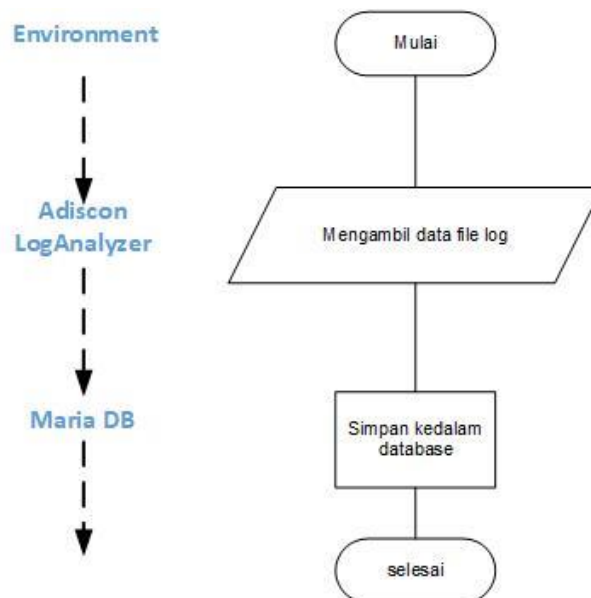 Environment
Mulai
Adiscon
LogAnalyzer
Mengambil data file log
Maria DB
Simpan kedalam
database
selesai